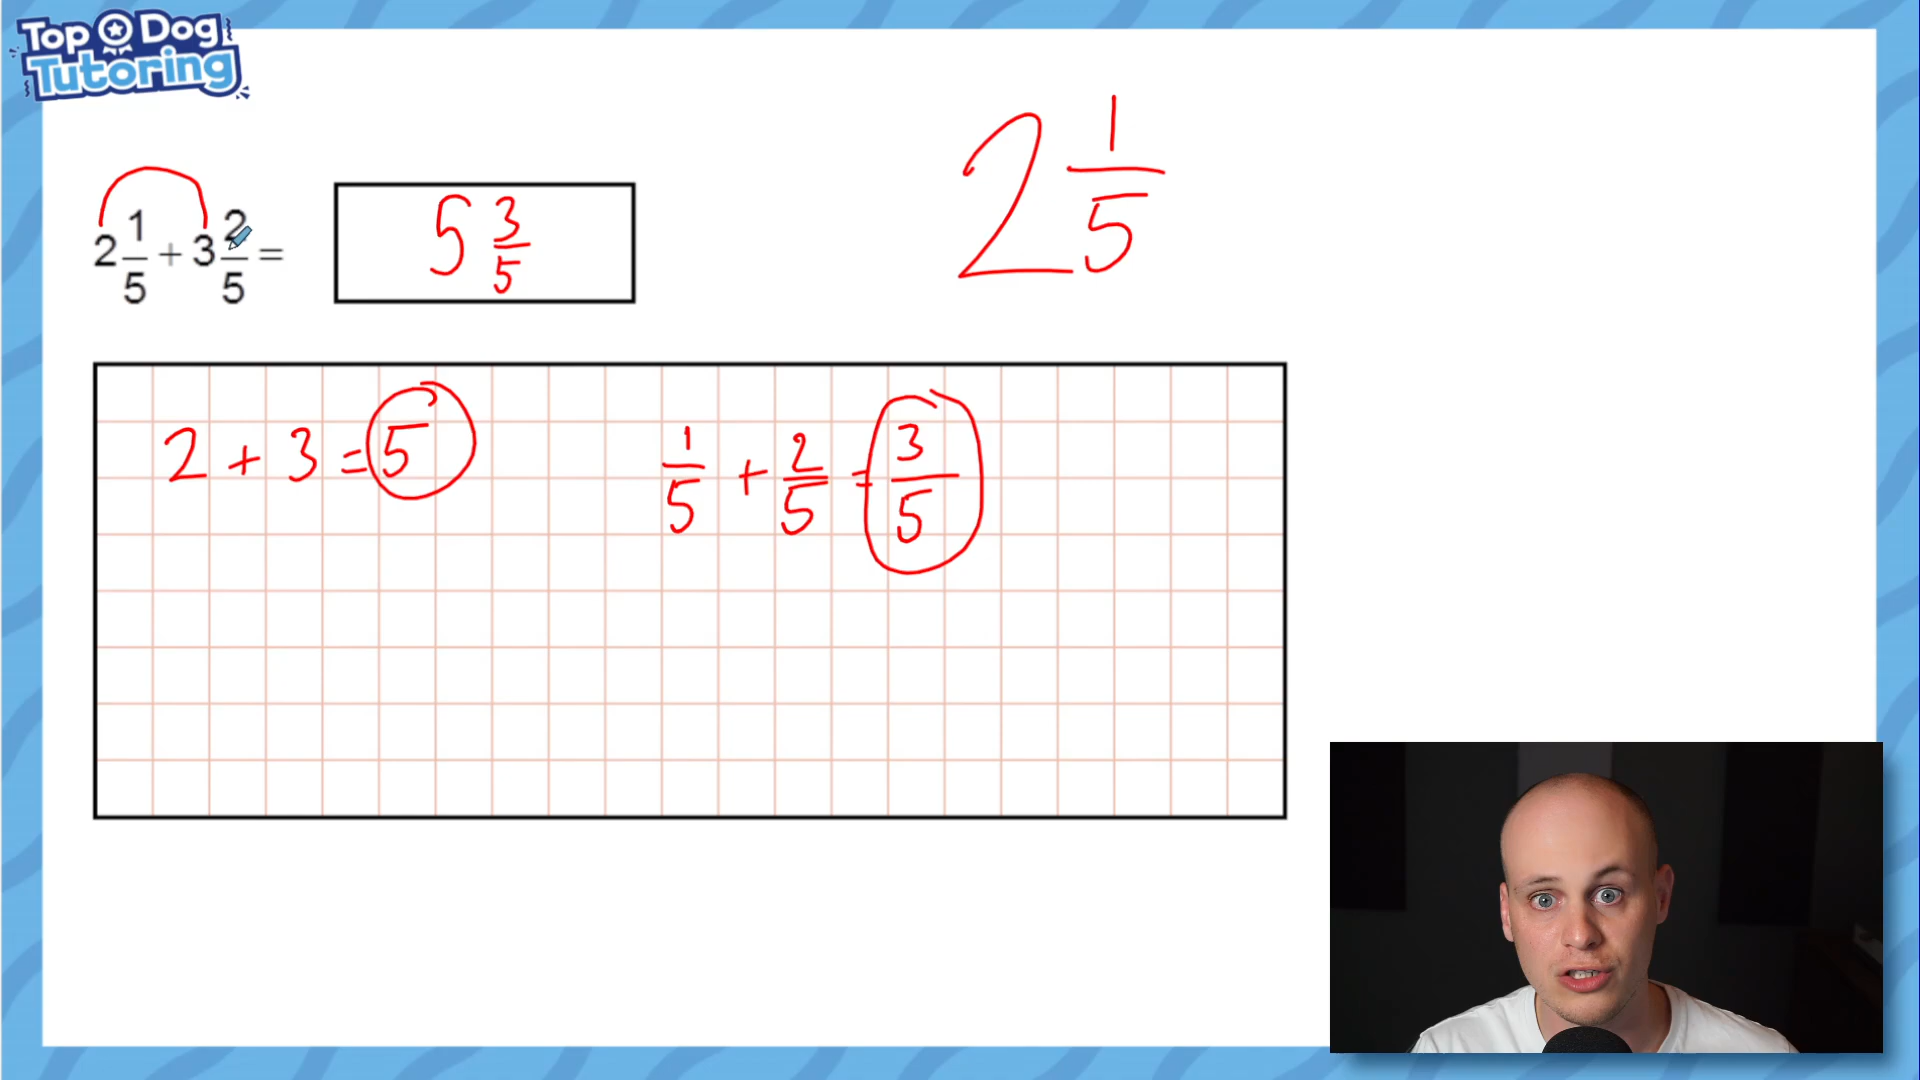 Top Dog
Tutoring
2 1/5 + 3 2/5 =
5 3/5
2 1/5
2 + 3 = 5
1/5 + 2/5 = 3/5